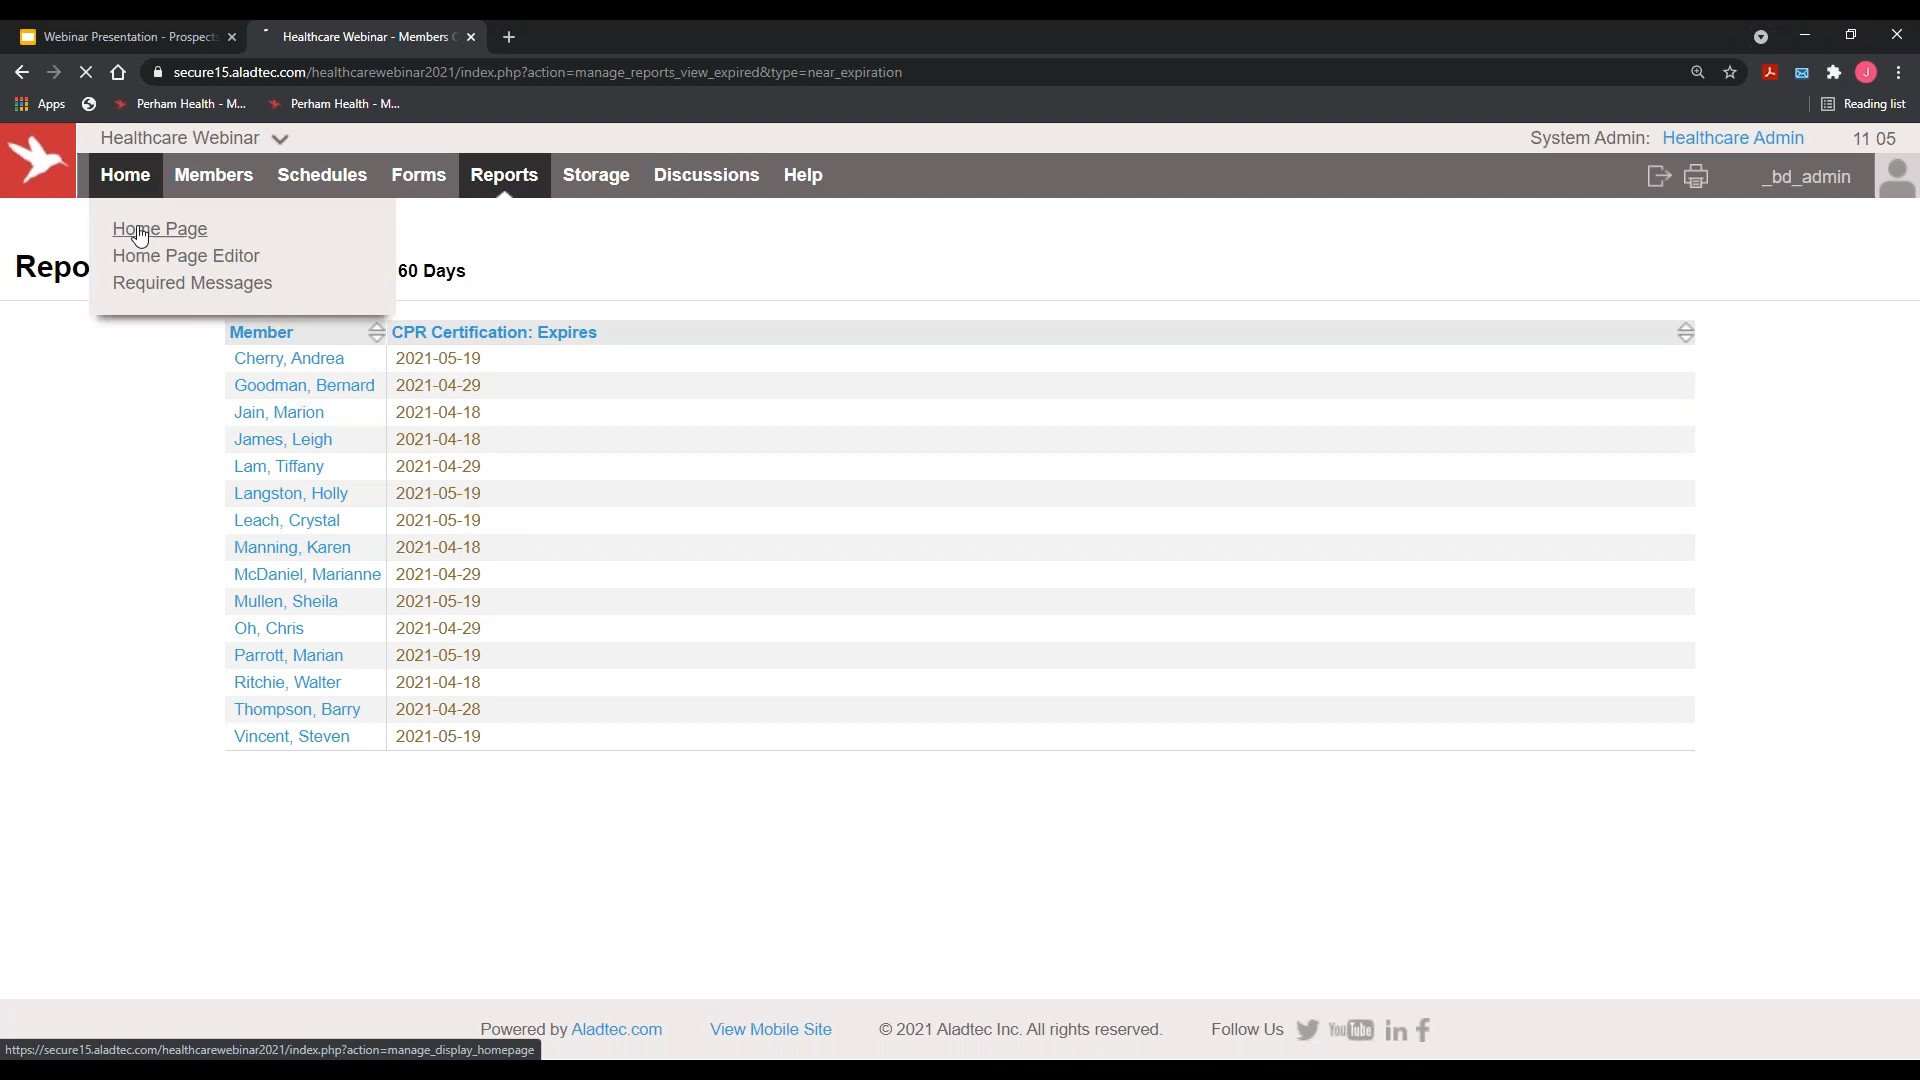 Webinar Presentation - Prospects
Healthcare Webinar - Members
secure15.aladtec.com/healthcarewebinar2021/index.php?action=manage_reports_view_expired&type=near_expiration
Apps
Perham Health - M...
Perham Health - M...
Reading list
J
Healthcare Webinar
System Admin: Healthcare Admin
11 05
Home
Members
Schedules
Forms
Reports
Storage
Discussions
Help
_bd_admin
Home Page
Home Page Editor
Required Messages
Repo
60 Days
Member
CPR Certification: Expires
Cherry, Andrea 2021-05-19
Goodman, Bernard 2021-04-29
Jain, Marion 2021-04-18
James, Leigh 2021-04-18
Lam, Tiffany 2021-04-29
Langston, Holly 2021-05-19
Leach, Crystal 2021-05-19
Manning, Karen 2021-04-18
McDaniel, Marianne 2021-04-29
Mullen, Sheila 2021-05-19
Oh, Chris 2021-04-29
Parrott, Marian 2021-05-19
Ritchie, Walter 2021-04-18
Thompson, Barry 2021-04-28
Vincent, Steven 2021-05-19
Powered by Aladtec.com
View Mobile Site
© 2021 Aladtec Inc. All rights reserved.
Follow Us
YouTube
in
f
https://secure15.aladtec.com/healthcarewebinar2021/index.php?action=manage_display_homepage